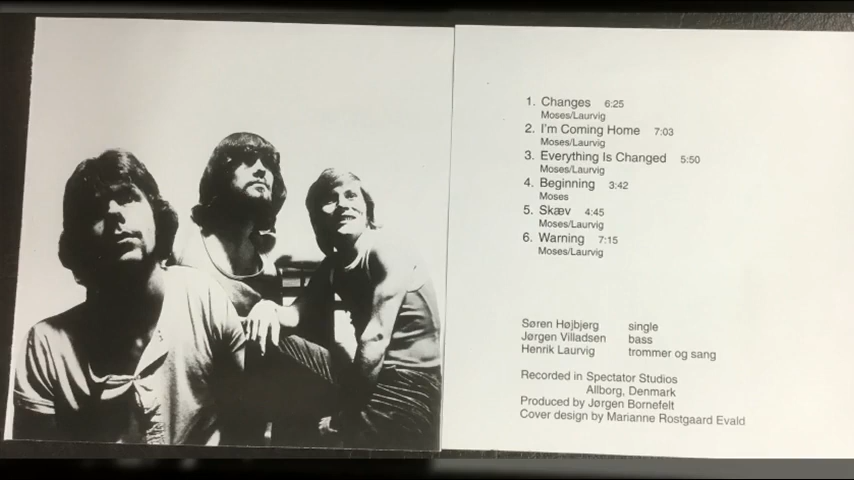 1. Changes 6:25
Moses/Laurvig
2. I'm Coming Home 7:03
Moses/Laurvig
3. Everything Is Changed 5:50
Moses/Laurvig
4. Beginning 3:42
Moses
5. Skæv 4:45
Moses/Laurvig
6. Warning 7:15
Moses/Laurvig
Søren Højbjerg single
Jørgen Villadsen bass
Henrik Laurvig trommer og sang
Recorded in Spectator Studios
Allborg, Denmark
Produced by Jørgen Bornefelt
Cover design by Marianne Rostgaard Evald